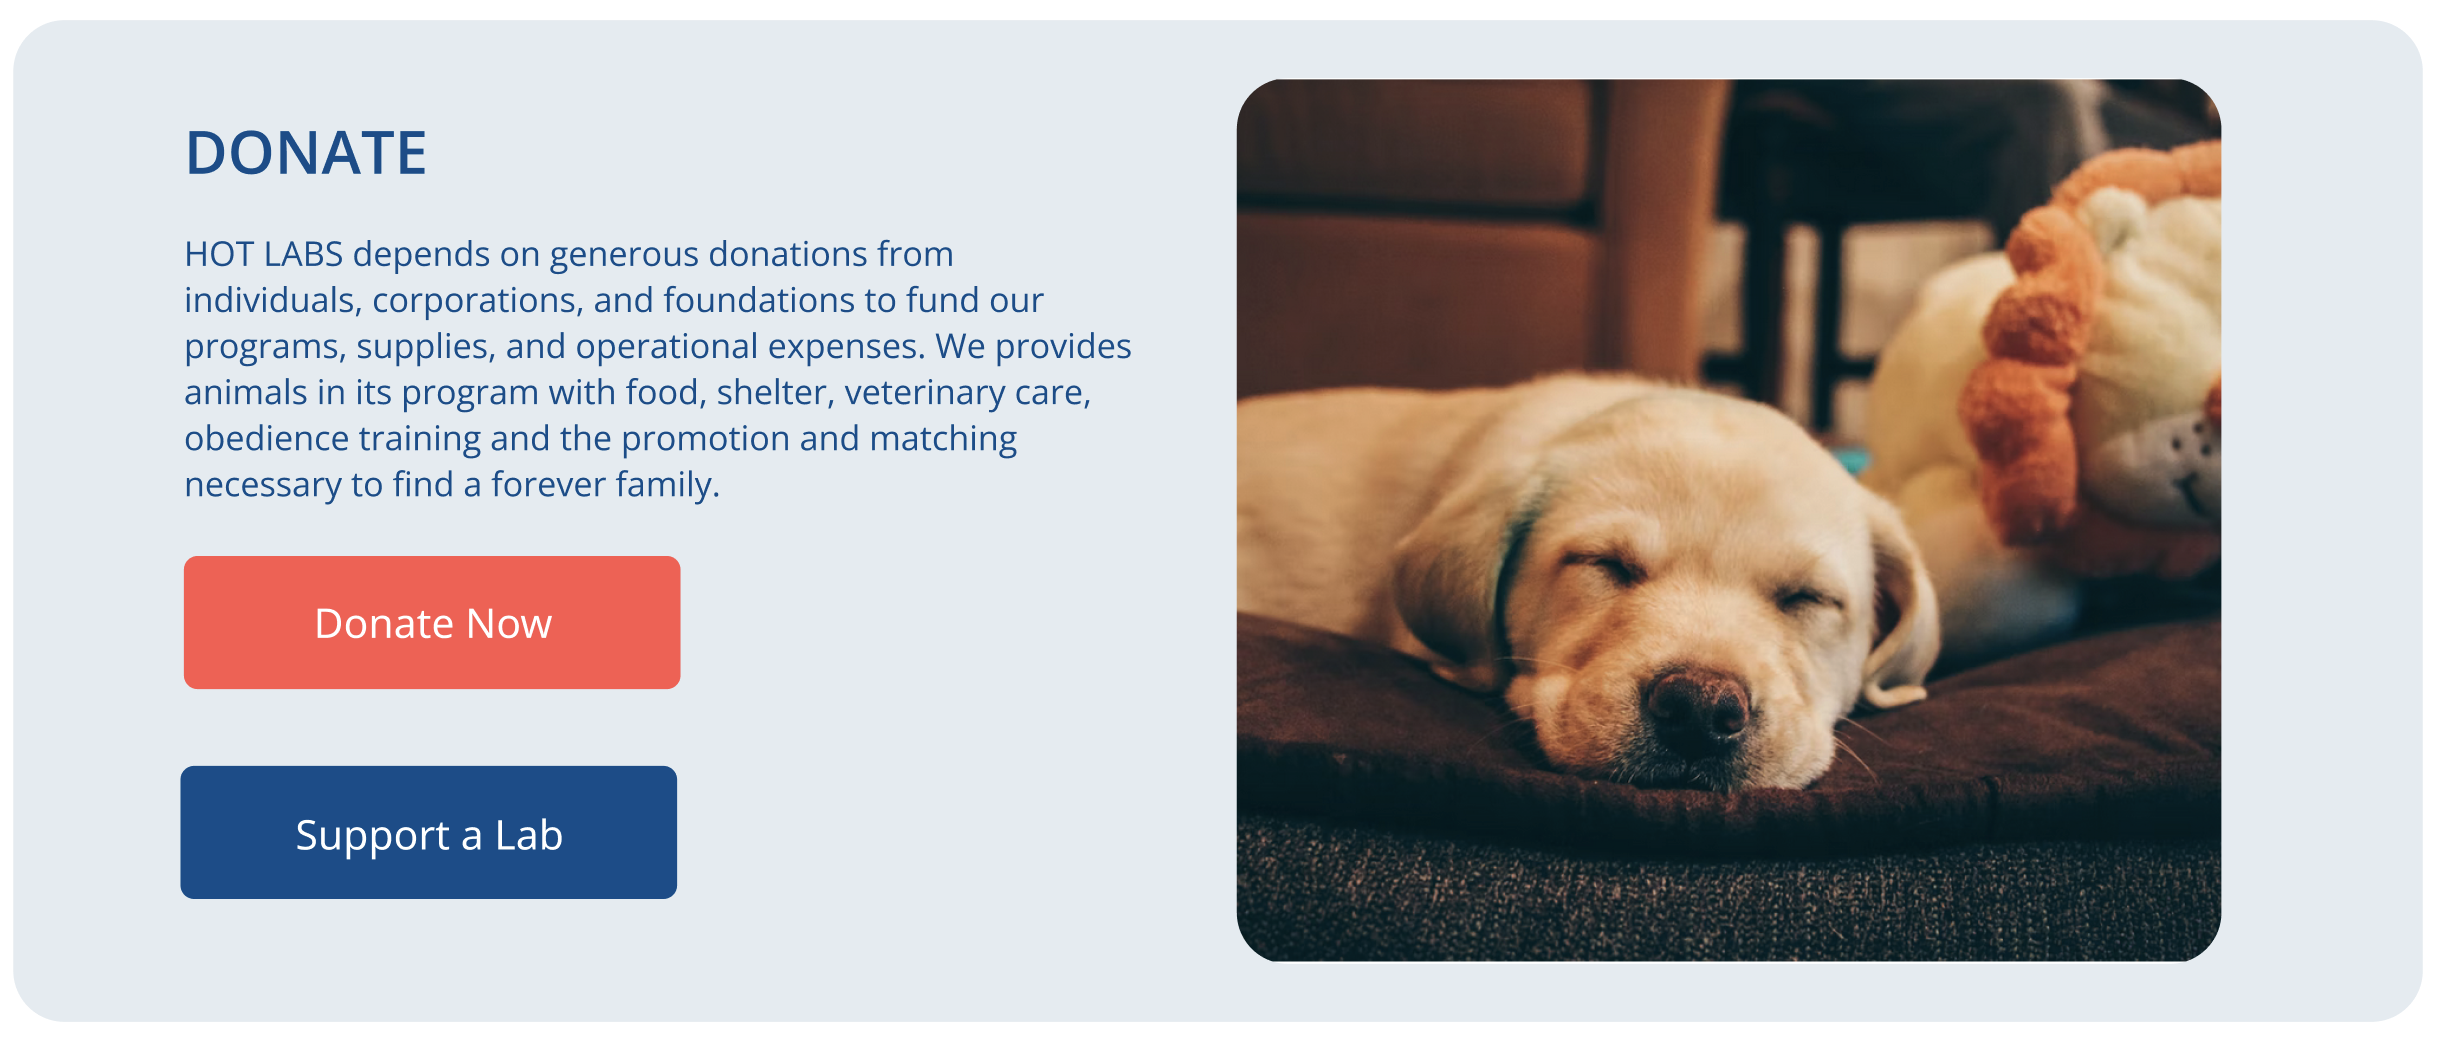 DONATE
HOT LABS depends on generous donations from
individuals, corporations, and foundations to fund our
programs, supplies, and operational expenses. We provides
animals in its program with food, shelter, veterinary care,
obedience training and the promotion and matching
necessary to find a forever family.
Donate Now
Support a Lab